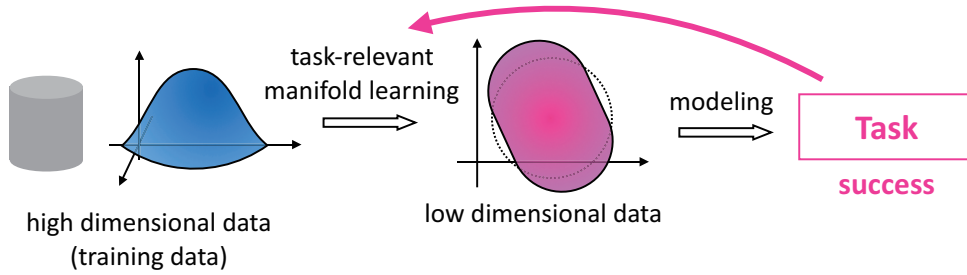 task-relevant
manifold learning
modeling
Task
success
high dimensional data
(training data)
low dimensional data